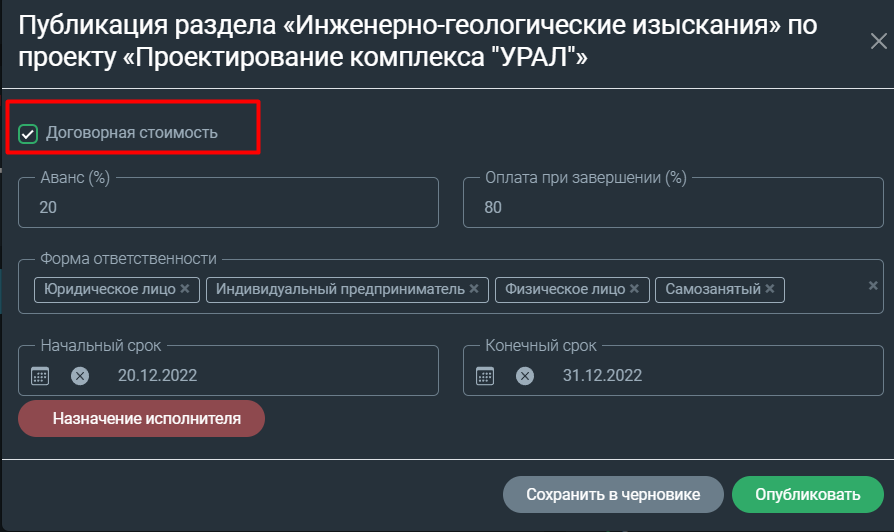 Публикация раздела «Инженерно-геологические изыскания» по
проекту «Проектирование комплекса "УРАЛ"»
Договорная стоимость
Аванс (%)
20
Оплата при завершении (%)
80
Форма ответственности
Юридическое лицо
Индивидуальный предприниматель
Физическое лицо
Самозанятый
Начальный срок
20.12.2022
Конечный срок
31.12.2022
Назначение исполнителя
Сохранить в черновике
Опубликовать